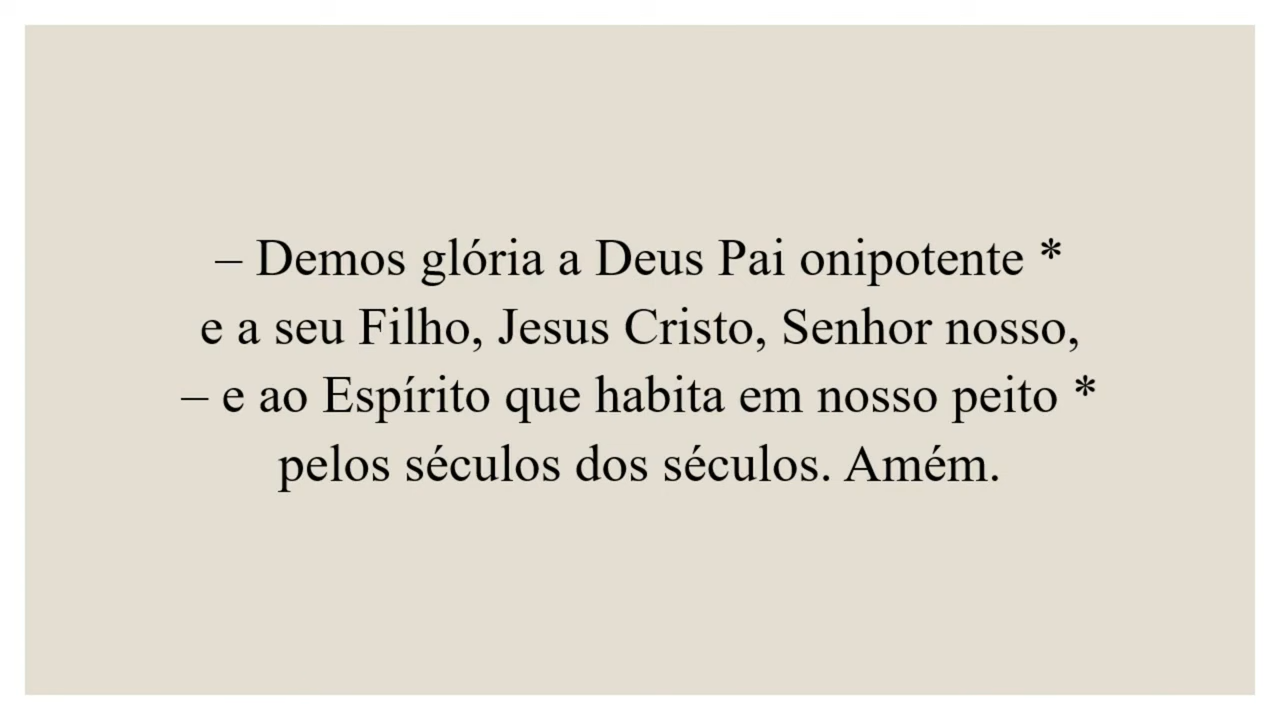 – Demos glória a Deus Pai onipotente *
e a seu Filho, Jesus Cristo, Senhor nosso,
– e ao Espírito que habita em nosso peito *
pelos séculos dos séculos. Amém.